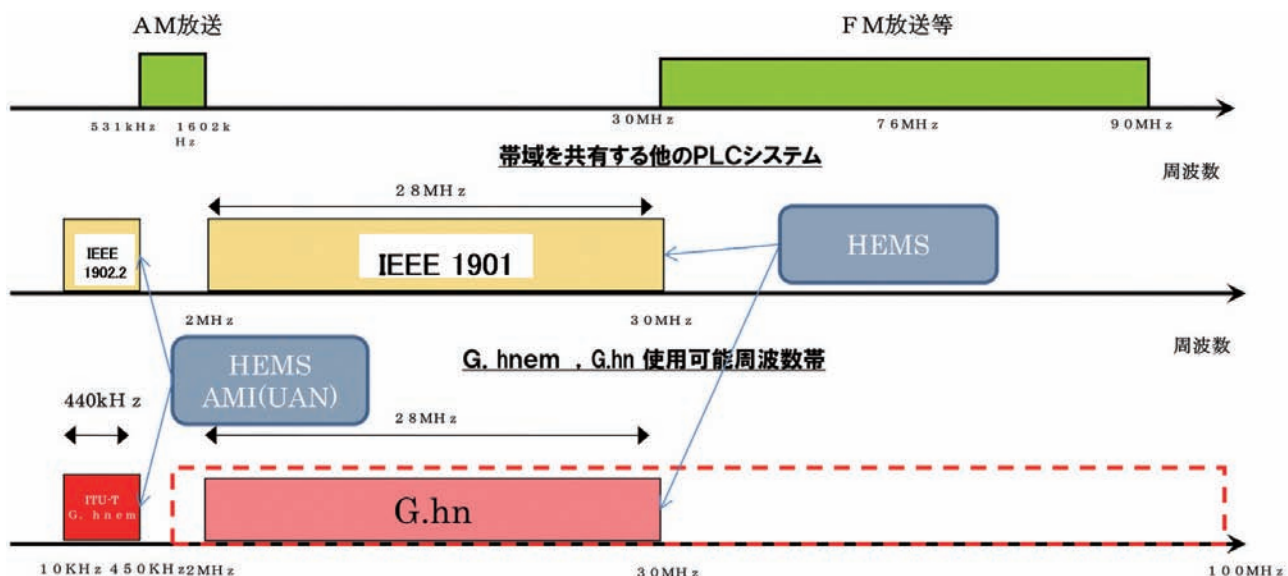 AM放送
FM放送等
531kHz
1602k
Hz
30MHz
76MHz
90MHz
帯域を共有する他のPLCシステム
周波数
28MHz
IEEE
1902.2
IEEE 1901
HEMS
2MHz
30MHz
周波数
G. hnem , G.hn 使用可能周波数帯
HEMS
AMI(UAN)
440kHz
28MHz
ITU-T
G. hnem
G.hn
10KHz
450KHz
2MHz
30MHz
100MHz